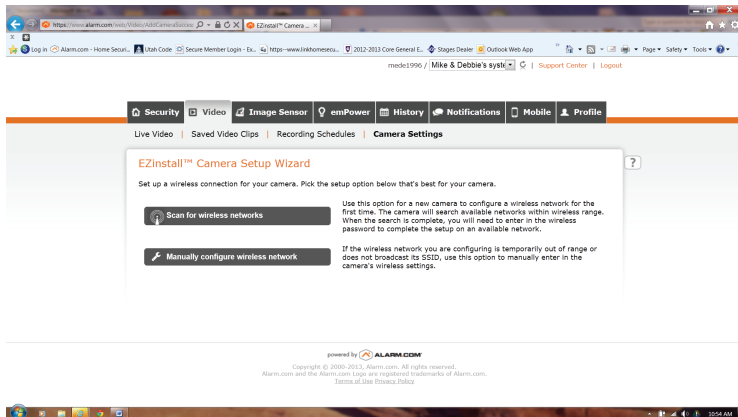 https://www.alarm.com/web/Video/AddCameraSuccess
EZinstall™ Camera ...
Log in
Alarm.com - Home Securi...
Utah Code
Secure Member Login - Ex...
https--www.linkhomesecu...
2012-2013 Core General E...
Stages Dealer
Outlook Web App
Page
Safety
Tools
mede1996 / Mike & Debbie's syste
| Support Center | Logout
Security Video Image Sensor emPower History Notifications Mobile Profile
Live Video | Saved Video Clips | Recording Schedules | Camera Settings
EZinstall™ Camera Setup Wizard
?
Set up a wireless connection for your camera. Pick the setup option below that's best for your camera.
Scan for wireless networks
Use this option for a new camera to configure a wireless network for the
first time. The camera will search available networks within wireless range.
When the search is complete, you will need to enter in the wireless
password to complete the setup on an available network.
Manually configure wireless network
If the wireless network you are configuring is temporarily out of range or
does not broadcast its SSID, use this option to manually enter in the
camera's wireless settings.
powered by ALARM.COM
Copyright © 2000-2013, Alarm.com. All rights reserved.
Alarm.com and the Alarm.com Logo are registered trademarks of Alarm.com.
Terms of Use Privacy Policy
10:54 AM